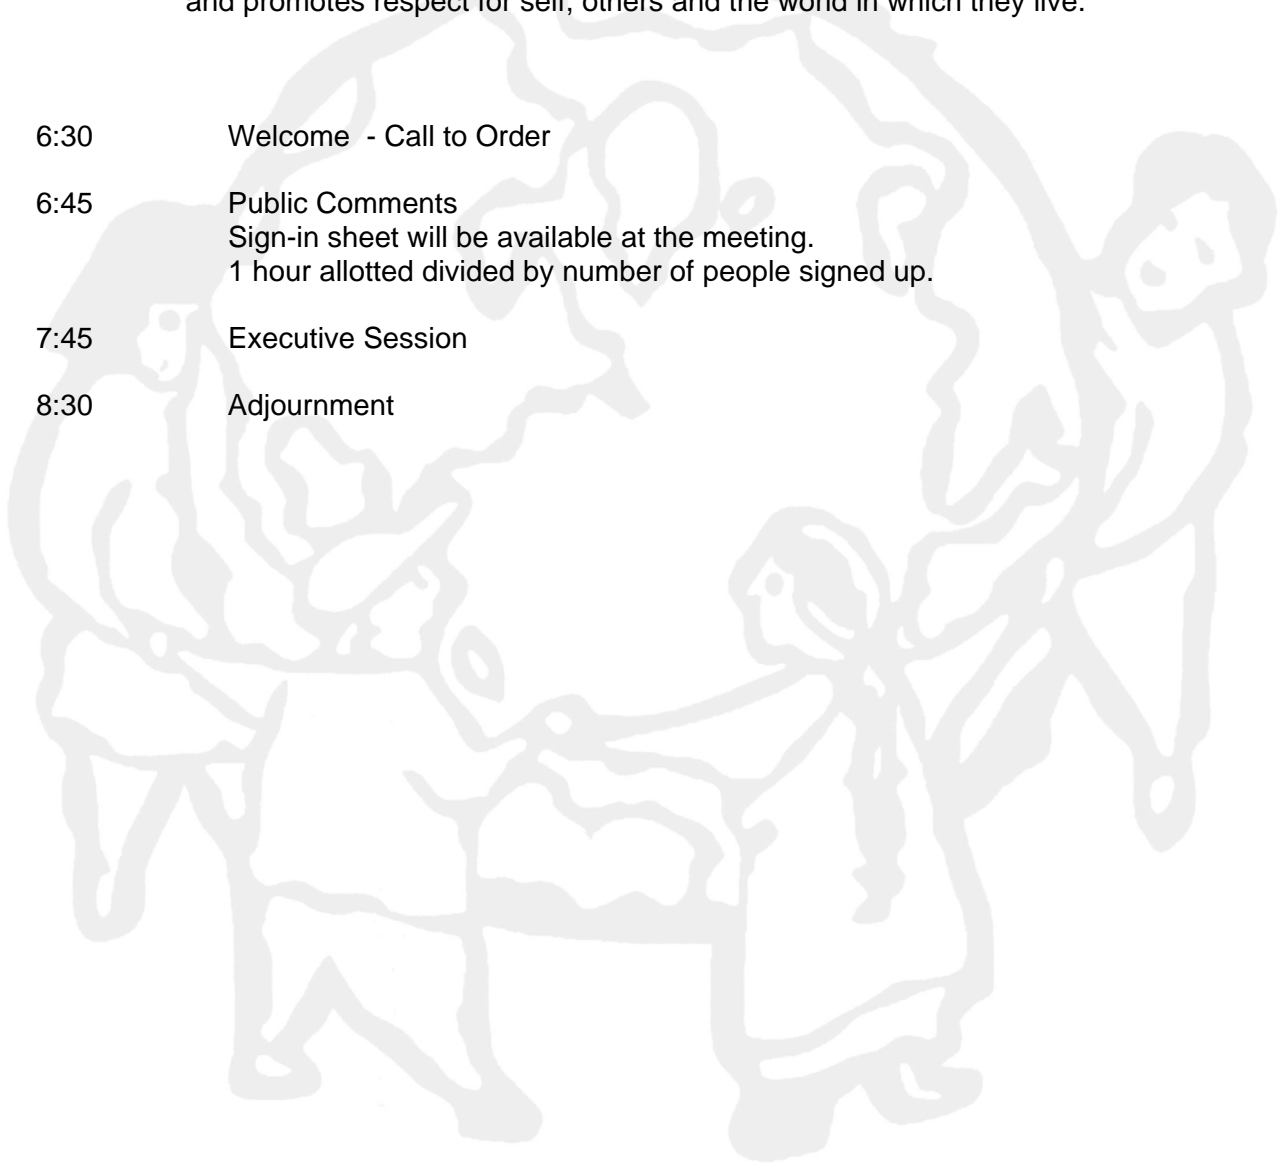 and promotes respect for self, others and the world in which they live.
6:30 Welcome - Call to Order
6:45 Public Comments
Sign-in sheet will be available at the meeting.
1 hour allotted divided by number of people signed up.
7:45 Executive Session
8:30 Adjournment